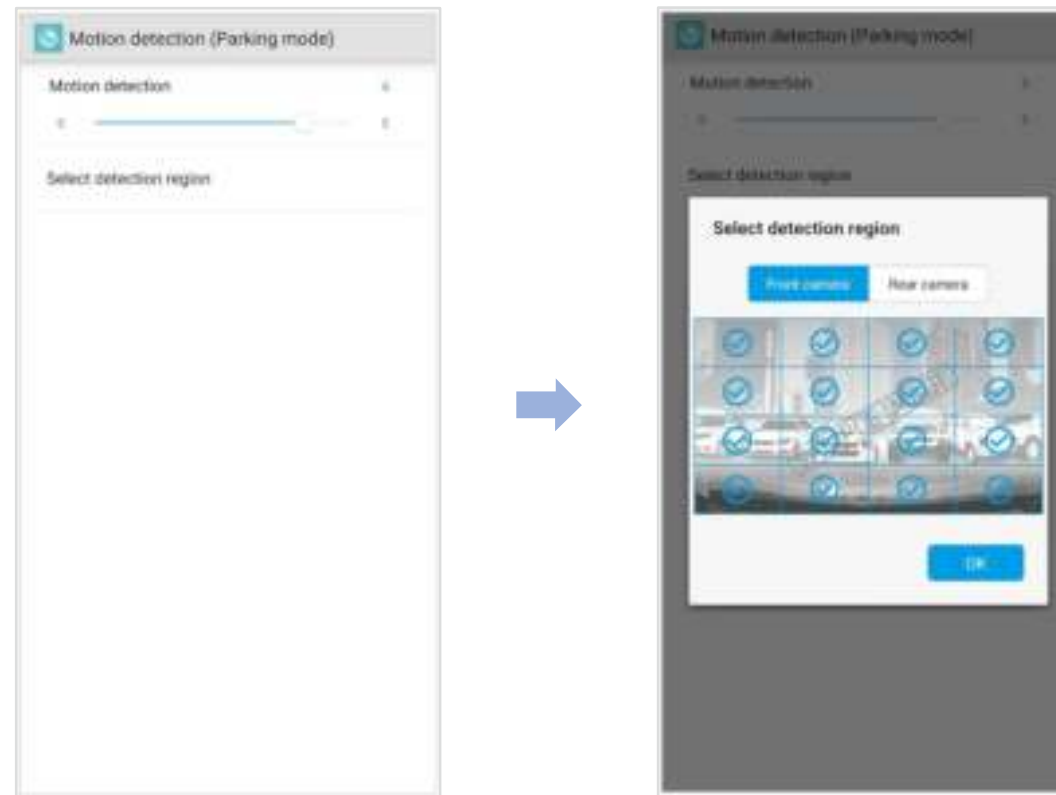 Motion detection (Parking mode)
Motion detection
Select detection region
Motion detection (Parking mode)
Motion detection
Select detection region
Select detection region
Front camera
Rear camera
OK